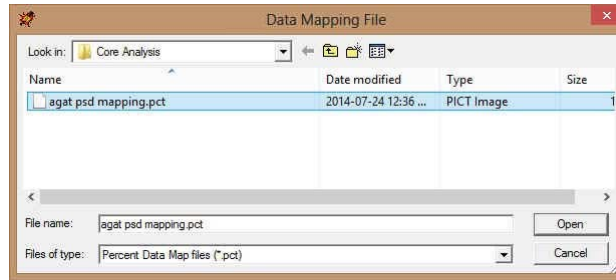 Data Mapping File
Look in: Core Analysis
Name Date modified Type Size
agat psd mapping.pct 2014-07-24 12:36 ... PICT Image 1
File name: agat psd mapping.pct Open
Files of type: Percent Data Map files (*.pct) Cancel